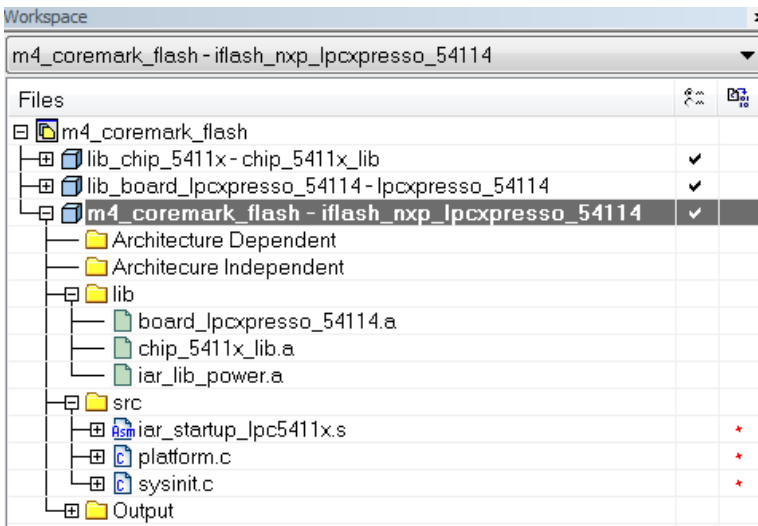 Workspace
m4_coremark_flash - iflash_nxp_lpcxpresso_54114
Files
m4_coremark_flash
lib_chip_5411x - chip_5411x_lib
lib_board_lpcxpresso_54114 - lpcxpresso_54114
m4_coremark_flash - iflash_nxp_lpcxpresso_54114
Architecture Dependent
Architecure Independent
lib
board_lpcxpresso_54114.a
chip_5411x_lib.a
iar_lib_power.a
src
Asm iar_startup_lpc5411x.s
c platform.c
c sysinit.c
Output